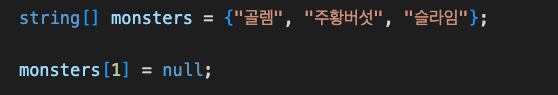 string[] monsters = {"골렘", "주황버섯", "슬라임"};
monsters[1] = null;